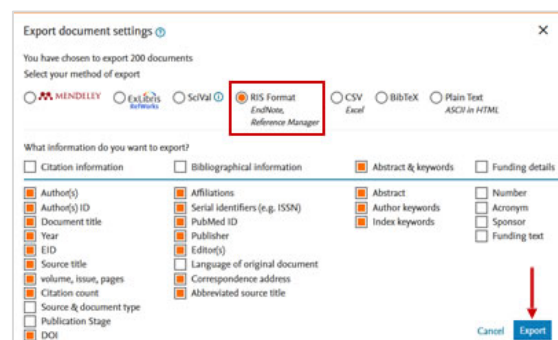 Export document settings
You have chosen to export 200 documents
Select your method of export
MENDELEY
ExLibris
RefWorks
SciVal
RIS Format
EndNote,
Reference Manager
CSV
Excel
BibTeX
Plain Text
ASCII in HTML
What information do you want to export?
Citation information
Author(s)
Author(s) ID
Document title
Year
EID
Source title
volume, issue, pages
Citation count
Source & document type
Publication Stage
DOI
Bibliographical information
Affiliations
Serial identifiers (e.g. ISSN)
PubMed ID
Publisher
Editor(s)
Language of original document
Correspondence address
Abbreviated source title
Abstract & keywords
Abstract
Author keywords
Index keywords
Funding details
Number
Acronym
Sponsor
Funding text
Cancel
Export